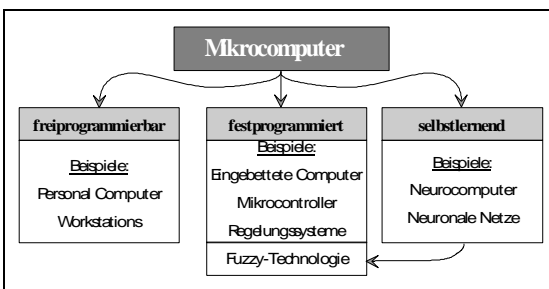 Mikrocomputer
freiprogrammierbar
Beispiele:
Personal Computer
Workstations
festprogrammiert
Beispiele:
Eingebettete Computer
Mikrocontroller
Regelungssysteme
Fuzzy-Technologie
selbstlernend
Beispiele:
Neurocomputer
Neuronale Netze